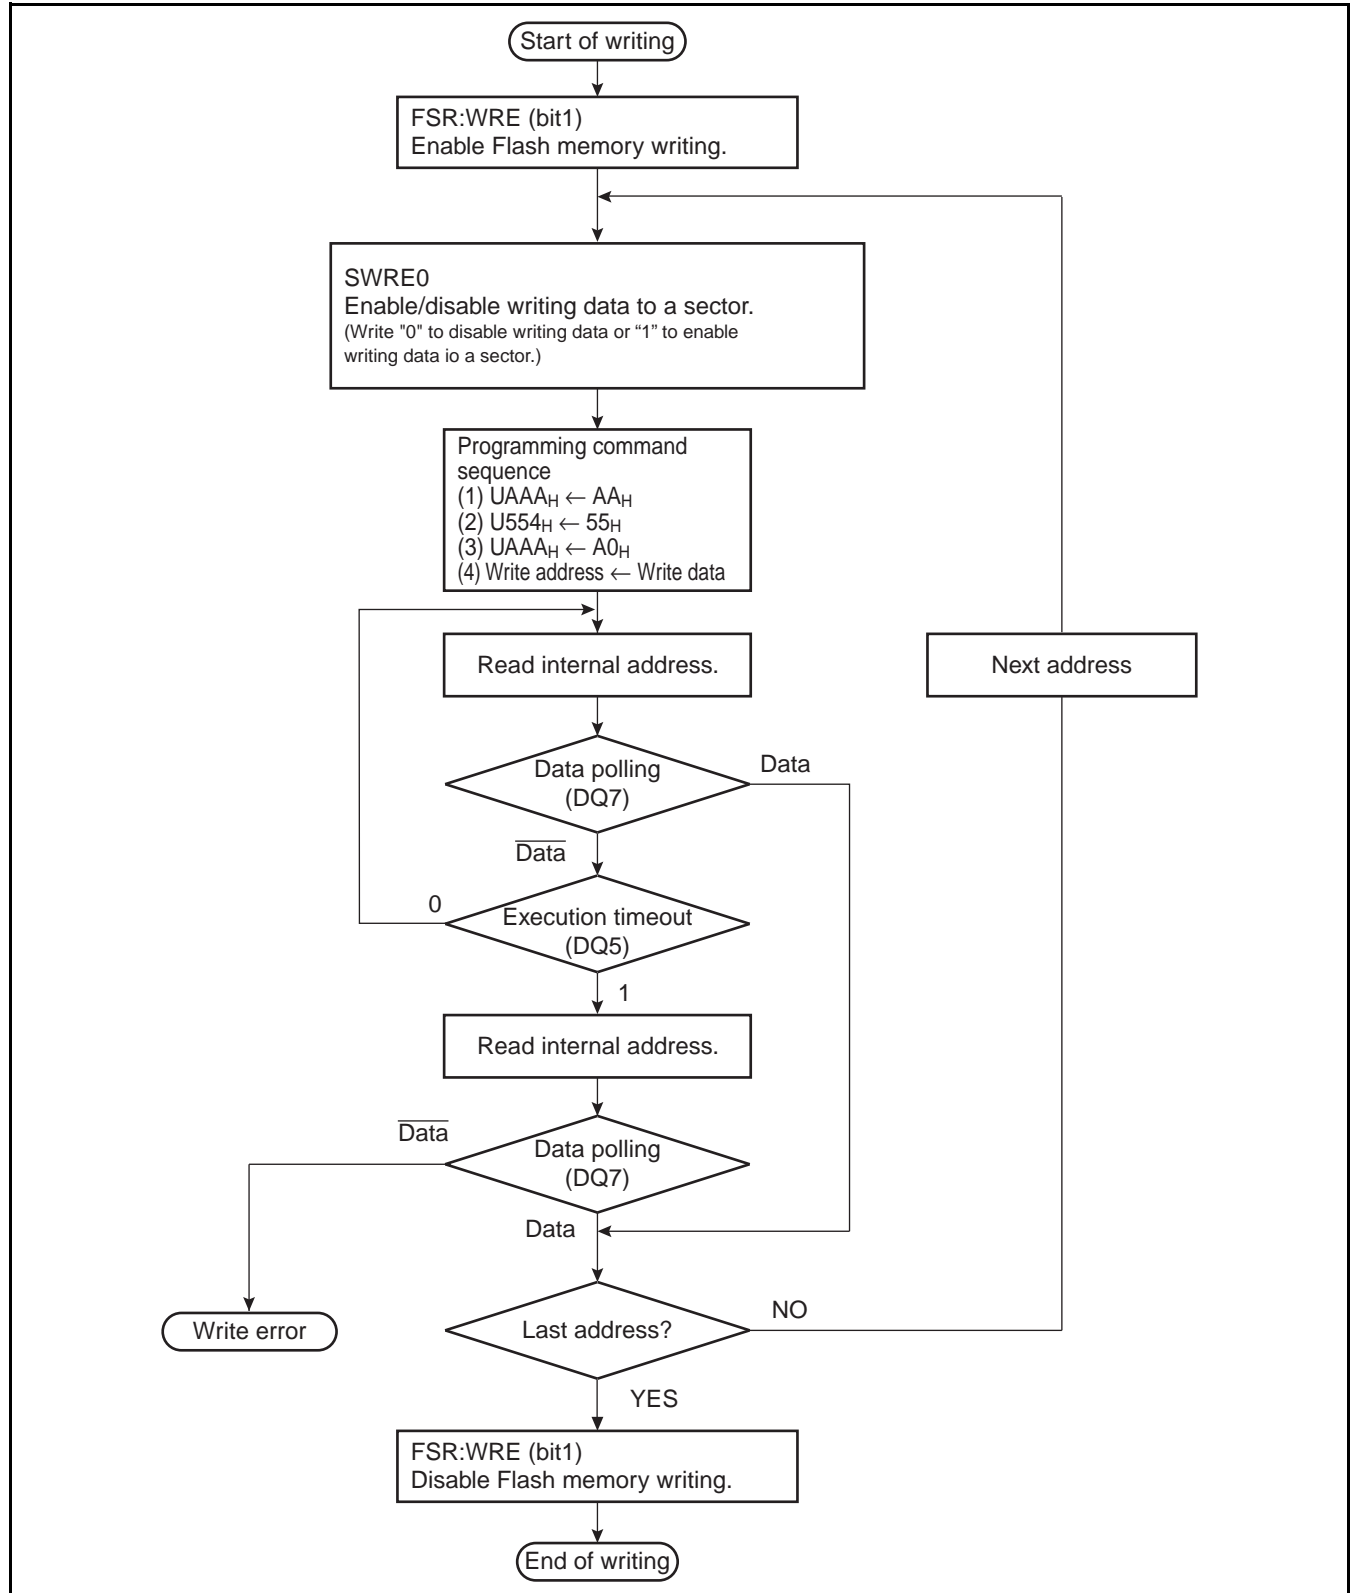 Start of writing
FSR:WRE (bit1)
Enable Flash memory writing.
SWRE0
Enable/disable writing data to a sector.
(Write "0" to disable writing data or “1” to enable
writing data io a sector.)
Programming command
sequence
(1) UAAAH ← AAH
(2) U554H ← 55H
(3) UAAAH ← A0H
(4) Write address ← Write data
Read internal address.
Next address
Data polling
(DQ7)
Data
Data
Execution timeout
(DQ5)
0
1
Read internal address.
Data polling
(DQ7)
Data
Data
Write error
Last address?
NO
YES
FSR:WRE (bit1)
Disable Flash memory writing.
End of writing